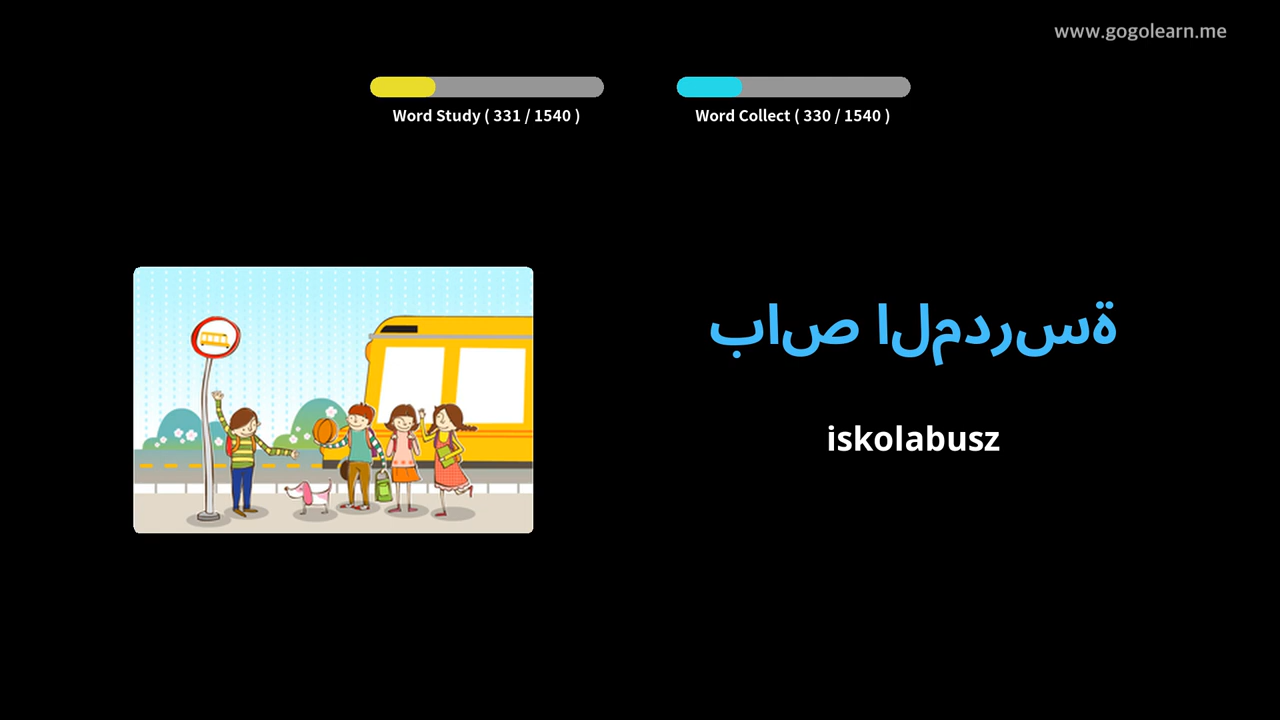 www.gogolearn.me
Word Study ( 331 / 1540 )
Word Collect ( 330 / 1540 )
باص المدرسة
iskolabusz